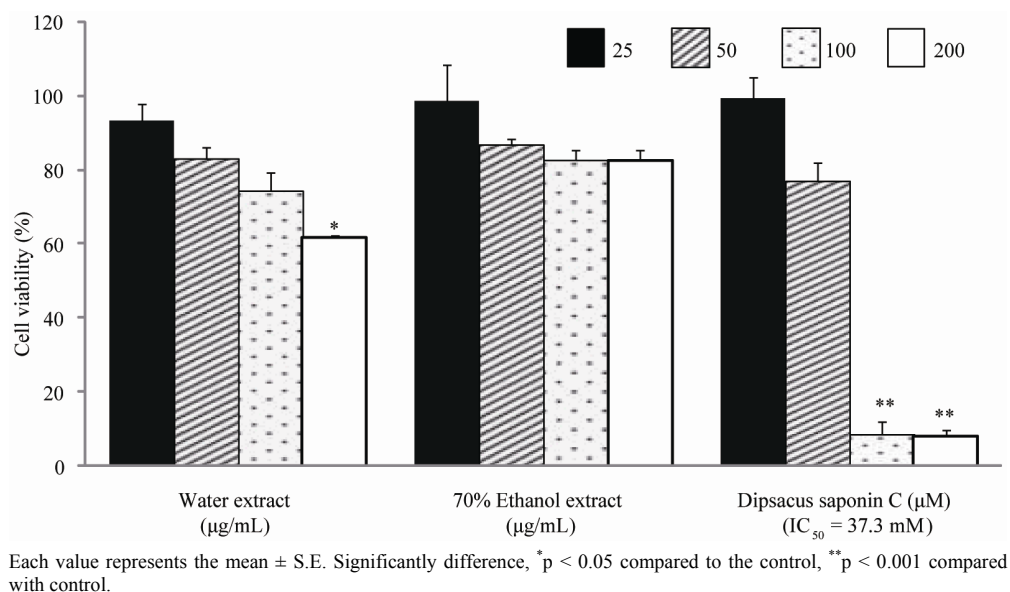 120
100
80
60
40
20
0
Cell viability (%)
25 50 100 200
*
** **
Water extract
(μg/mL)
70% Ethanol extract
(μg/mL)
Dipsacus saponin C (μM)
(IC50 = 37.3 mM)
Each value represents the mean ± S.E. Significantly difference, *p < 0.05 compared to the control, **p < 0.001 compared
with control.